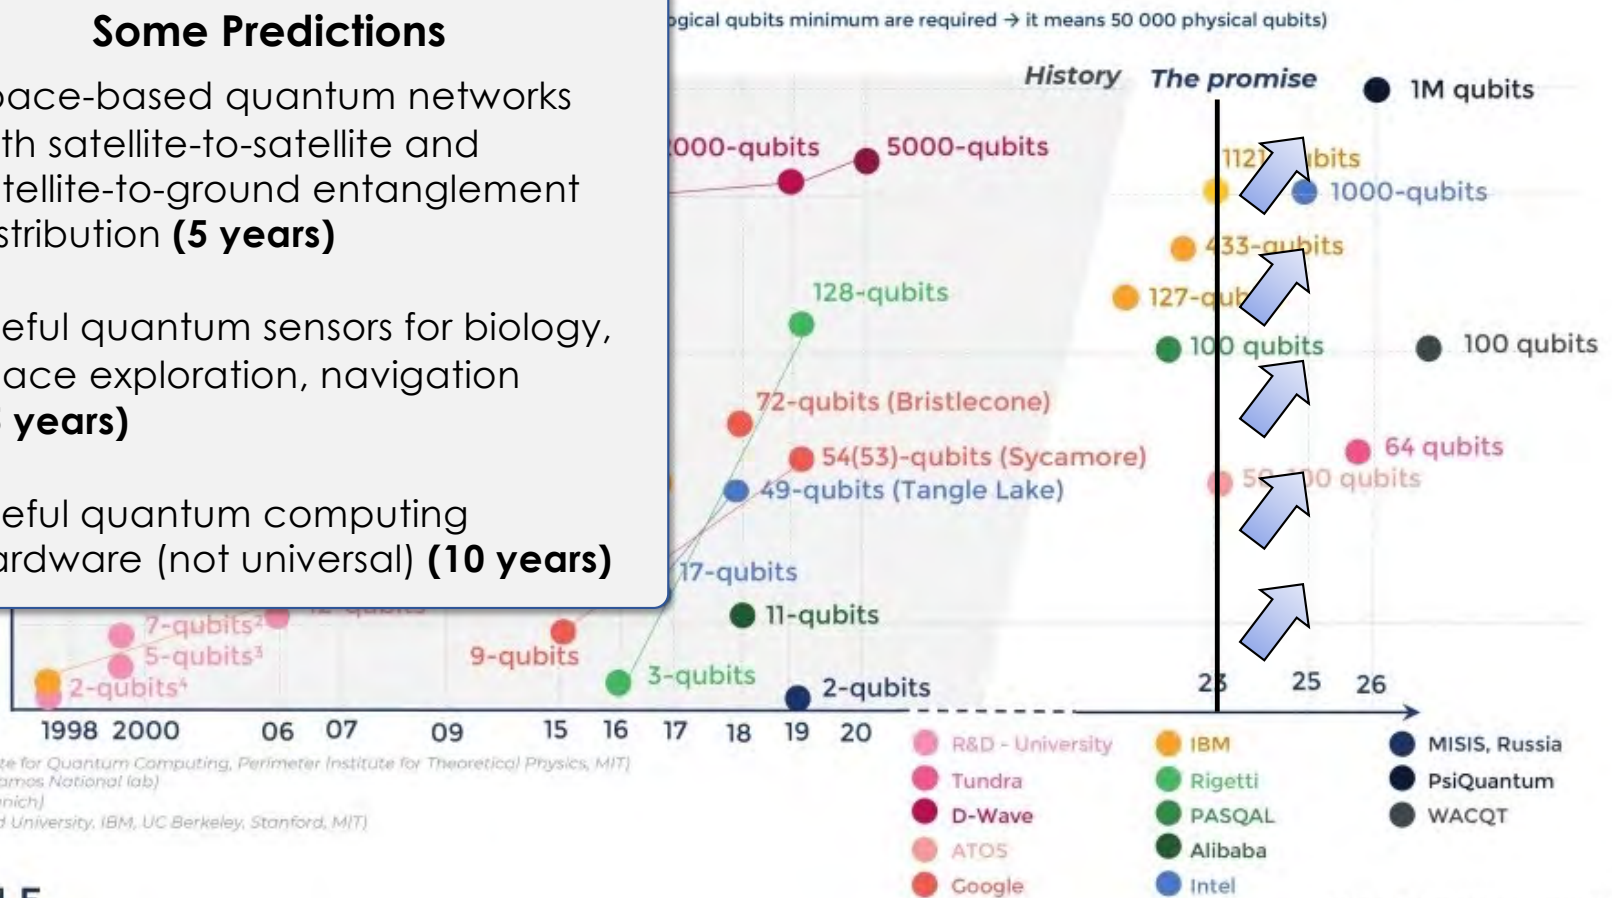 ogical qubits minimum are required → it means 50 000 physical qubits)
Some Predictions
pace-based quantum networks
th satellite-to-satellite and
tellite-to-ground entanglement
stribution (5 years)
eful quantum sensors for biology,
ace exploration, navigation
years)
eful quantum computing
ardware (not universal) (10 years)
History The promise
1M qubits
000-qubits
5000-qubits
1000-qubits
433-qubits
128-qubits
100 qubits
100 qubits
72-qubits (Bristlecone)
54(53)-qubits (Sycamore)
64 qubits
49-qubits (Tangle Lake)
qubits
17-qubits
11-qubits
7-qubits²
5-qubits³
9-qubits
3-qubits
2-qubits⁴
2-qubits
1998 2000 06 07 09 15 16 17 18 19 20 23 25 26
te for Quantum Computing, Perimeter Institute for Theoretical Physics, MIT)
amos National lab)
nich)
d University, IBM, UC Berkeley, Stanford, MIT)
R&D - University
Tundra
D-Wave
ATOS
Google
IBM
Rigetti
PASQAL
Alibaba
Intel
MISIS, Russia
PsiQuantum
WACQT